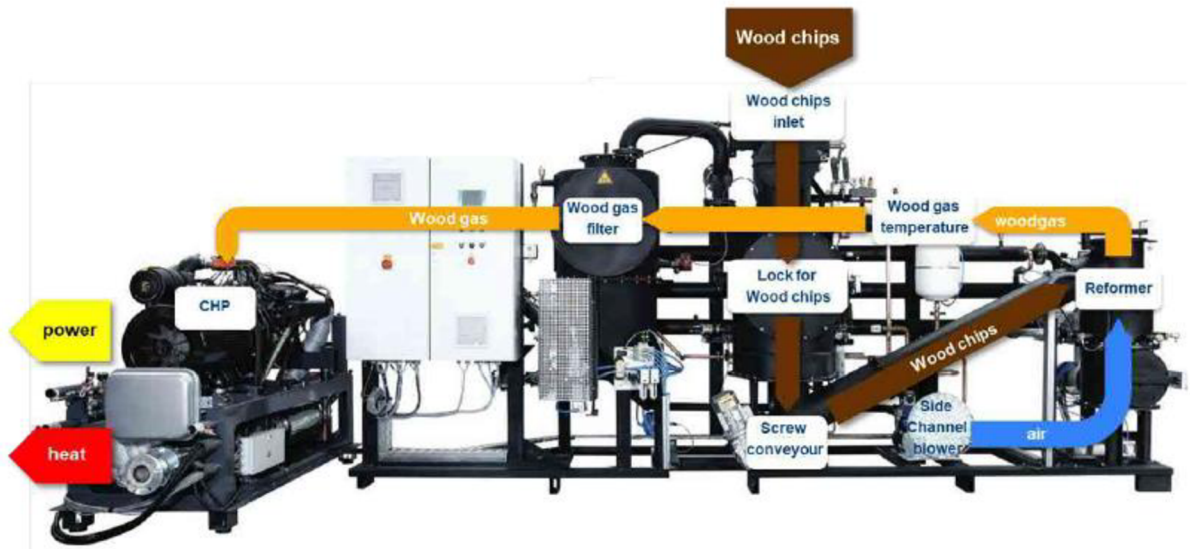 Wood chips
Wood chips
inlet
Wood gas
Wood gas
filter
Wood gas
temperature
woodgas
Lock for
Wood chips
Reformer
CHP
power
Wood chips
heat
Screw
conveyour
Side
Channel
blower
air